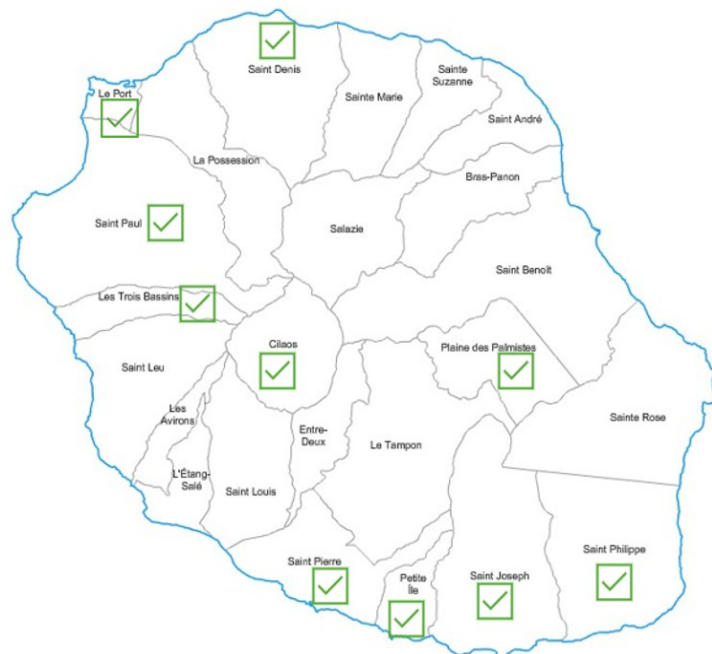 Saint Denis
Sainte
Suzanne
Le Port
Sainte Marie
Saint André
La Possession
Bras-Panon
Saint Paul
Salazie
Saint Benoît
Les Trois Bassins
Cilaos
Plaine des Palmistes
Saint Leu
Les
Avirons
Sainte Rose
Entre-
Deux
Le Tampon
L'Étang-
Salé
Saint Louis
Saint Philippe
Saint Pierre
Petite
Île
Saint Joseph